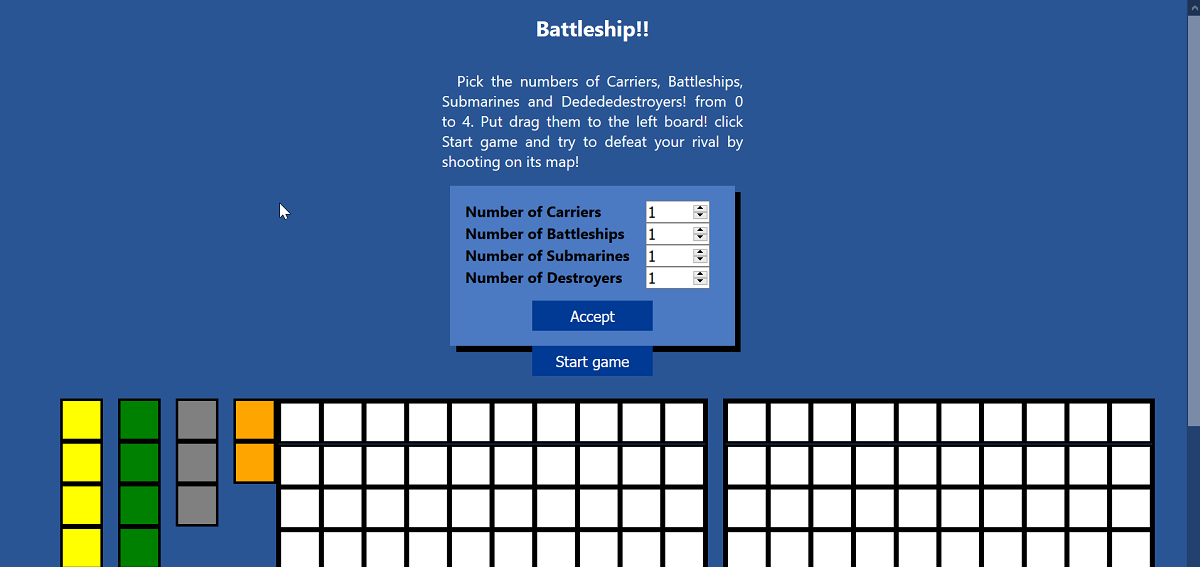 Battleship!!
Pick the numbers of Carriers, Battleships,
Submarines and Dedededestroyers! from 0
to 4. Put drag them to the left board! click
Start game and try to defeat your rival by
shooting on its map!
Number of Carriers 1
Number of Battleships 1
Number of Submarines 1
Number of Destroyers 1
Accept
Start game